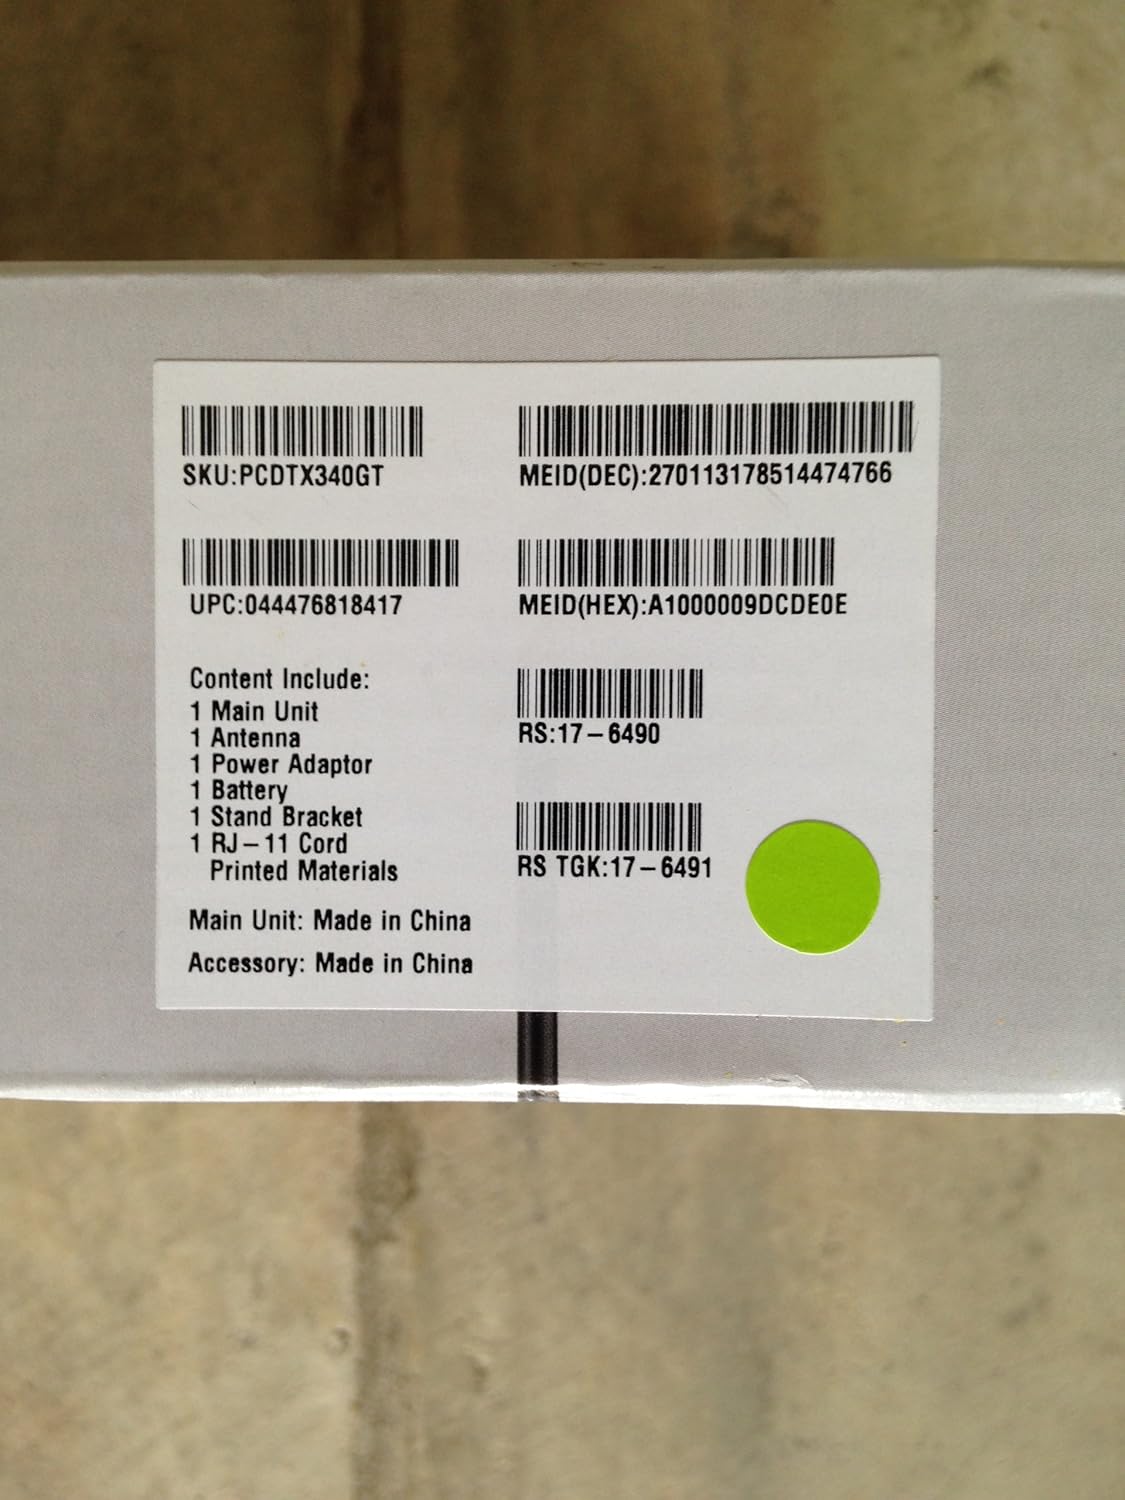 SKU:PCDTX340GT
MEID(DEC):270113178514474766
UPC:044476818417
MEID(HEX):A1000009DCDE0E
Content Include:
1 Main Unit
1 Antenna
1 Power Adaptor
1 Battery
1 Stand Bracket
1 RJ-11 Cord
Printed Materials
Main Unit: Made in China
Accessory: Made in China
RS:17-6490
RS TGK:17-6491